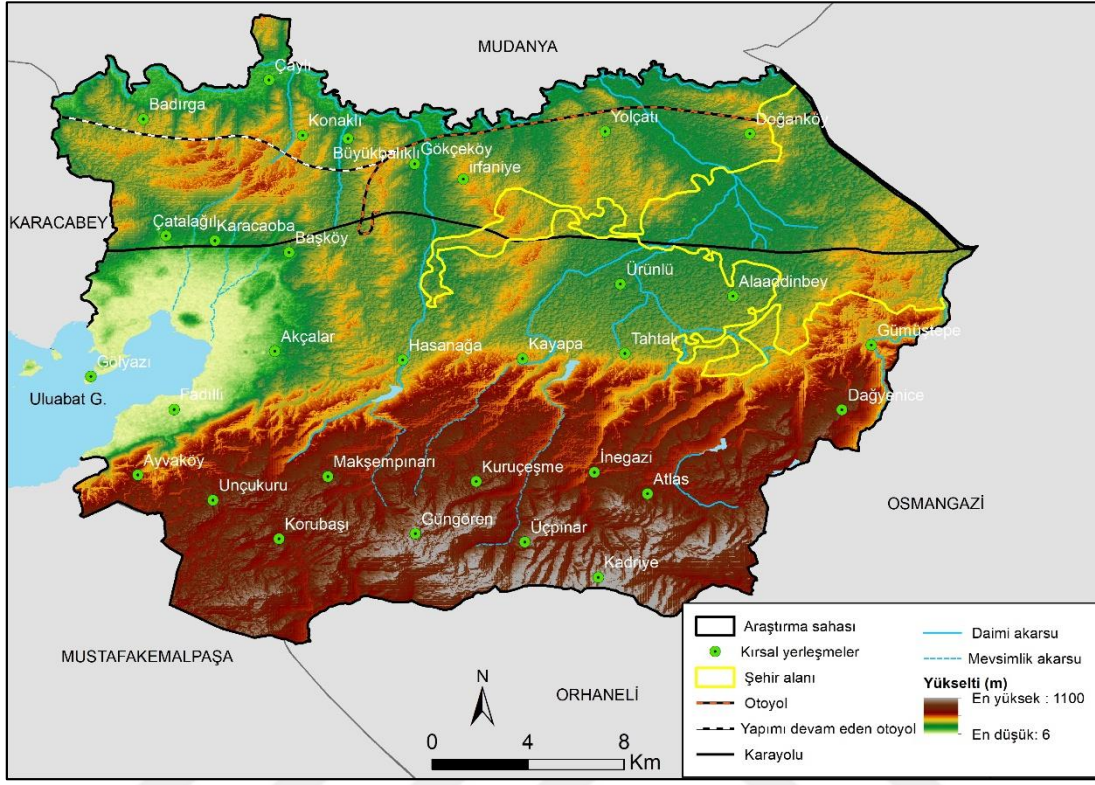 MUDANYA
Çayır
Badırga
Konaklı
Yolçatı
Doğanköy
Büyükbalıklı
Gökçeköy
irfaniye
KARACABEY
Çatalağıl
Karacaoba
Başköy
Ürünlü
Alaaddinbey
Akçalar
Hasanağa
Kayapa
Tahtalı
Gümüştepe
Gölyazı
Uluabat G.
Fadıllı
Dağyenice
Ayvaköy
Unçukuru
Makşempınarı
Kuruçeşme
İnegazi
Atlas
OSMANGAZİ
Korubaşı
Güngören
Üçpınar
Kadriye
MUSTAFAKEMALPAŞA
ORHANELİ
N
0 4 8
Km
Araştırma sahası
Kırsal yerleşmeler
Şehir alanı
Otoyol
Yapımı devam eden otoyol
Karayolu
Daimi akarsu
Mevsimlik akarsu
Yükselti (m)
En yüksek : 1100
En düşük: 6